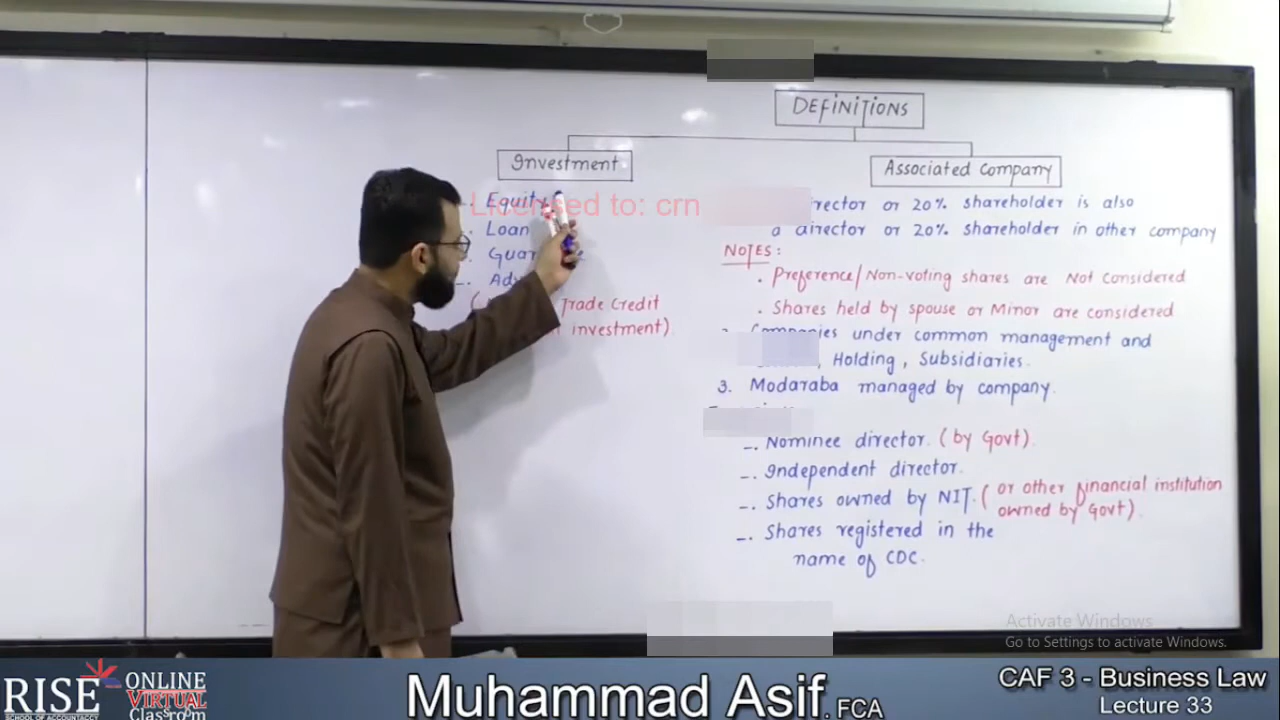 DEFINITIONS
Investment
Associated Company
Equity
Licensed to: crn
Loan
Trade Credit
investment).
or 20% shareholder is also
a director or 20% shareholder in other company
NOTES:
. Preference/Non-voting shares are Not Considered
. Shares held by spouse or Minor are considered
under common management and
Holding, Subsidiaries.
3. Modaraba managed by company.
-. Nominee director. (by Govt).
-. Independent director.
-. Shares owned by NIT. (or other financial institution
owned by Govt).
-. Shares registered in the
name of CDC.
Activate Windows
Go to Settings to activate Windows.
RISE
SCHOOL OF ACCOUNTANCY
ONLINE
VIRTUAL
Classroom
Muhammad Asif, FCA
CAF 3 - Business Law
Lecture 33